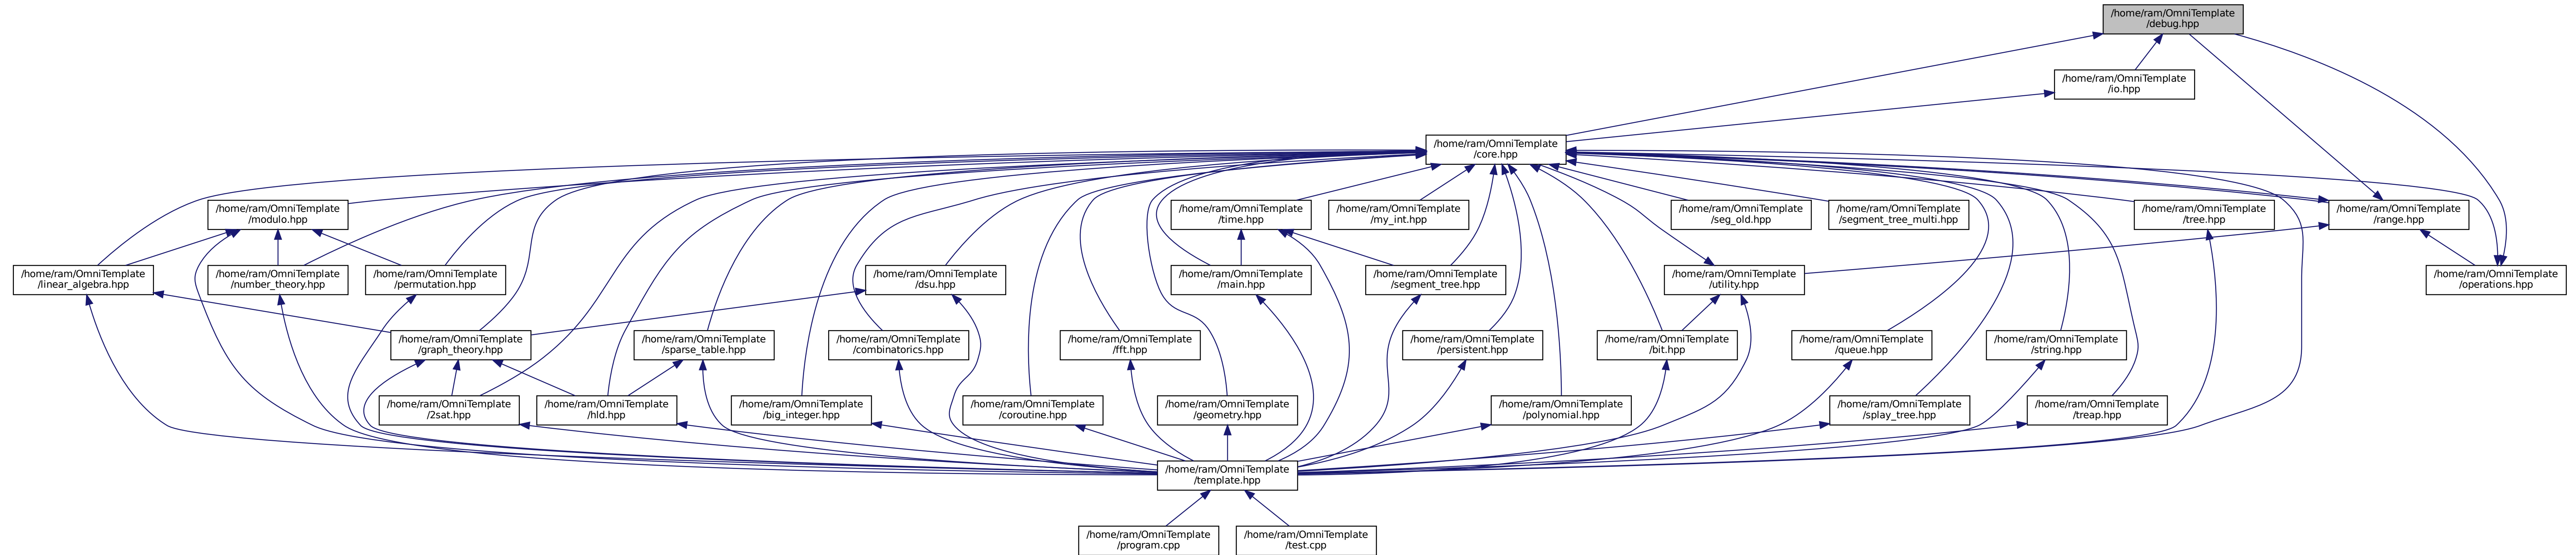 /home/ram/OmniTemplate
/debug.hpp
/home/ram/OmniTemplate
/io.hpp
/home/ram/OmniTemplate
/core.hpp
/home/ram/OmniTemplate
/modulo.hpp
/home/ram/OmniTemplate
/time.hpp
/home/ram/OmniTemplate
/my_int.hpp
/home/ram/OmniTemplate
/seg_old.hpp
/home/ram/OmniTemplate
/segment_tree_multi.hpp
/home/ram/OmniTemplate
/tree.hpp
/home/ram/OmniTemplate
/range.hpp
/home/ram/OmniTemplate
/linear_algebra.hpp
/home/ram/OmniTemplate
/number_theory.hpp
/home/ram/OmniTemplate
/permutation.hpp
/home/ram/OmniTemplate
/dsu.hpp
/home/ram/OmniTemplate
/main.hpp
/home/ram/OmniTemplate
/segment_tree.hpp
/home/ram/OmniTemplate
/utility.hpp
/home/ram/OmniTemplate
/operations.hpp
/home/ram/OmniTemplate
/graph_theory.hpp
/home/ram/OmniTemplate
/sparse_table.hpp
/home/ram/OmniTemplate
/combinatorics.hpp
/home/ram/OmniTemplate
/fft.hpp
/home/ram/OmniTemplate
/persistent.hpp
/home/ram/OmniTemplate
/bit.hpp
/home/ram/OmniTemplate
/queue.hpp
/home/ram/OmniTemplate
/string.hpp
/home/ram/OmniTemplate
/2sat.hpp
/home/ram/OmniTemplate
/hld.hpp
/home/ram/OmniTemplate
/big_integer.hpp
/home/ram/OmniTemplate
/coroutine.hpp
/home/ram/OmniTemplate
/geometry.hpp
/home/ram/OmniTemplate
/polynomial.hpp
/home/ram/OmniTemplate
/splay_tree.hpp
/home/ram/OmniTemplate
/treap.hpp
/home/ram/OmniTemplate
/template.hpp
/home/ram/OmniTemplate
/program.cpp
/home/ram/OmniTemplate
/test.cpp